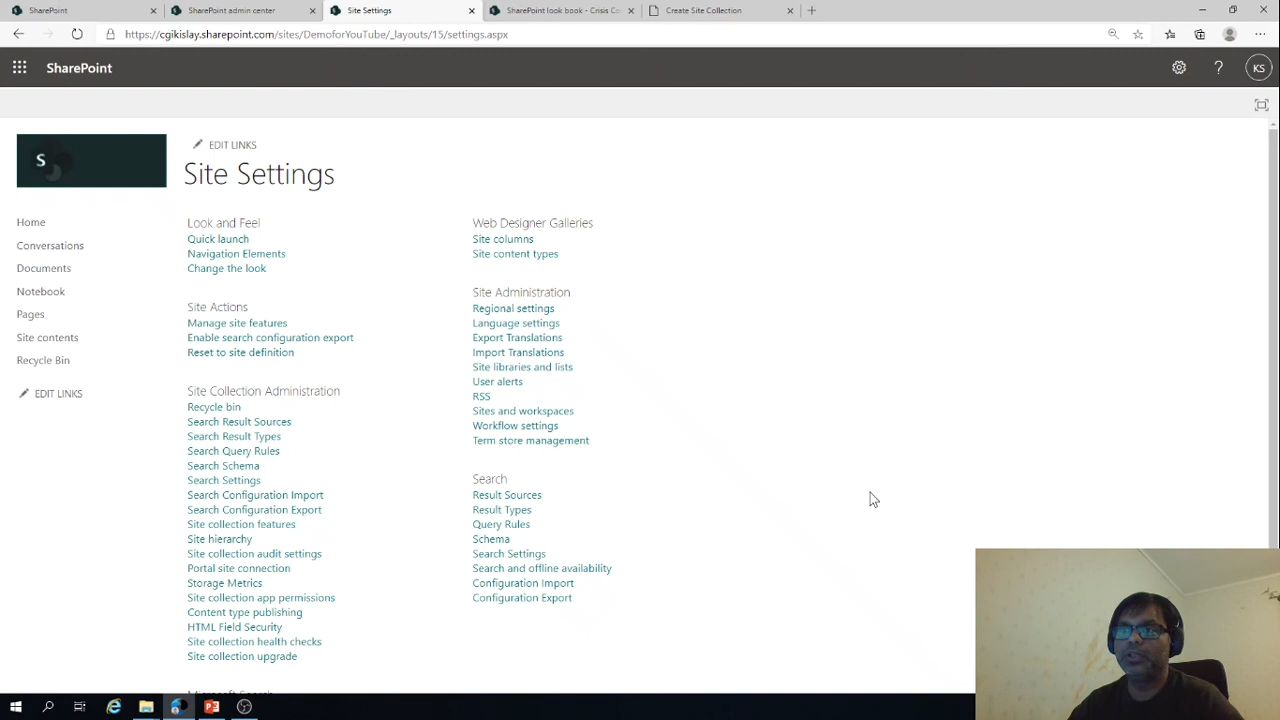 SharePoint
SharePoint admin center
Site Settings
SharePoint look book - Crisis Co
Create Site Collection
https://cgikislay.sharepoint.com/sites/DemoforYouTube/_layouts/15/settings.aspx
SharePoint
KS
S
EDIT LINKS
Site Settings
Home
Conversations
Documents
Notebook
Pages
Site contents
Recycle Bin
EDIT LINKS
Look and Feel
Quick launch
Navigation Elements
Change the look
Site Actions
Manage site features
Enable search configuration export
Reset to site definition
Site Collection Administration
Recycle bin
Search Result Sources
Search Result Types
Search Query Rules
Search Schema
Search Settings
Search Configuration Import
Search Configuration Export
Site collection features
Site hierarchy
Site collection audit settings
Portal site connection
Storage Metrics
Site collection app permissions
Content type publishing
HTML Field Security
Site collection health checks
Site collection upgrade
Microsoft Search
Web Designer Galleries
Site columns
Site content types
Site Administration
Regional settings
Language settings
Export Translations
Import Translations
Site libraries and lists
User alerts
RSS
Sites and workspaces
Workflow settings
Term store management
Search
Result Sources
Result Types
Query Rules
Schema
Search Settings
Search and offline availability
Configuration Import
Configuration Export